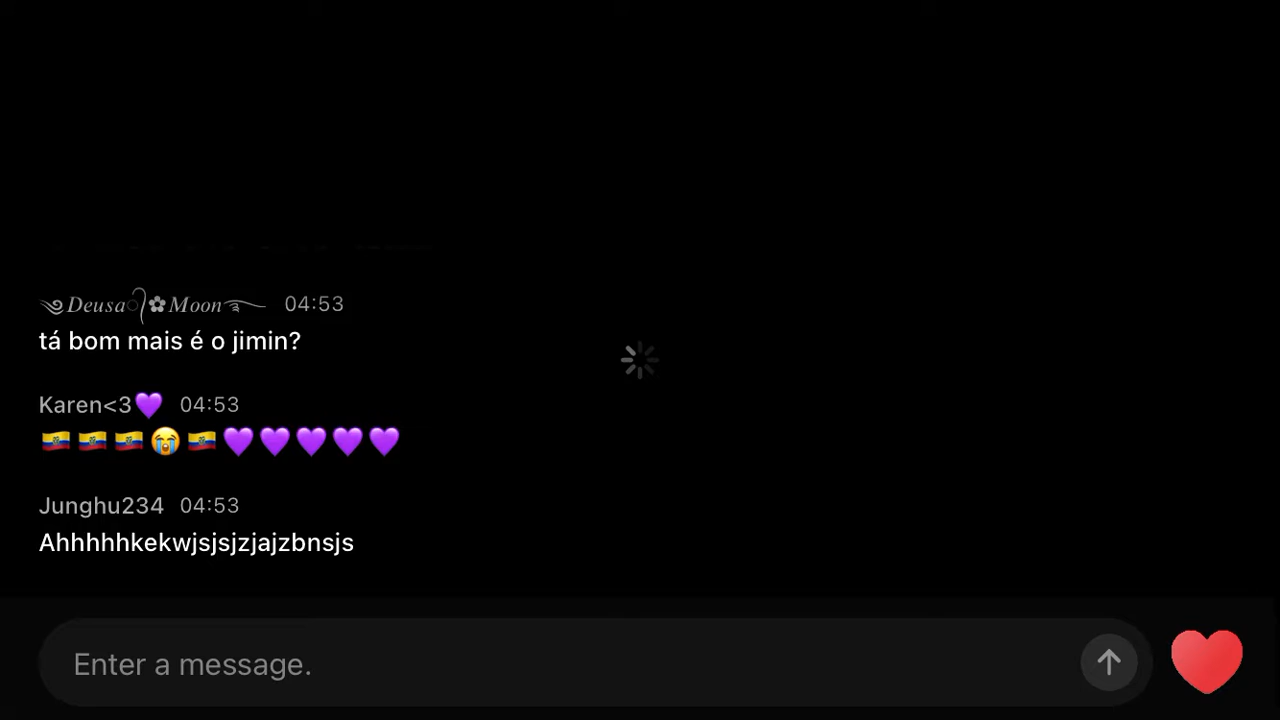 ༄Deusaੁ᭄✿Moon࿐ 04:53
tá bom mais é o jimin?
Karen<3💜 04:53
🇪🇨🇪🇨🇪🇨😭🇪🇨💜💜💜💜💜
Junghu234 04:53
Ahhhhhkekwjsjsjzjajzbnsjs
Enter a message.